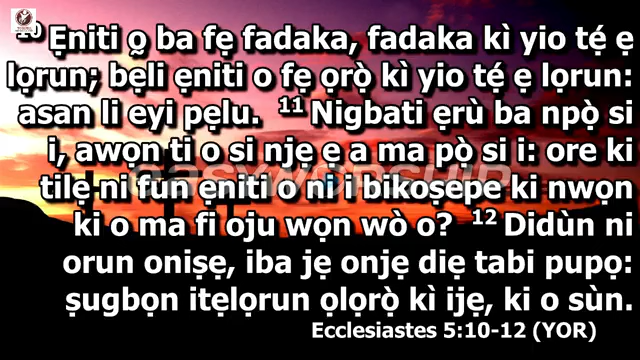 10 Ẹniti o ba fẹ fadaka, fadaka kì yio tẹ́ ẹ
lọrun; bẹli ẹniti o fẹ ọrọ̀ kì yio tẹ́ ẹ lọrun:
asan li eyi pẹlu. 11 Nigbati ẹrù ba npọ̀ si
i, awọn ti o si njẹ ẹ a ma pọ̀ si i: ore ki
tilẹ ni fun ẹniti o ni i bikoṣepe ki nwọn
ki o ma fi oju wọn wò o? 12 Didùn ni
orun oniṣẹ, iba jẹ onjẹ diẹ tabi pupọ:
ṣugbọn itẹlọrun ọlọrọ̀ kì ijẹ, ki o sùn.
Ecclesiastes 5:10-12 (YOR)
easyworship